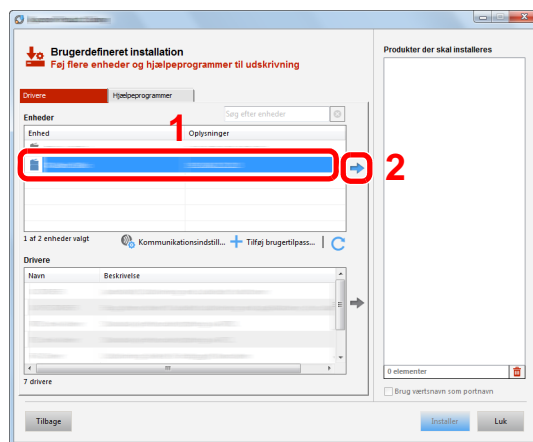 Brugerdefineret installation
Føj flere enheder og hjælpeprogrammer til udskrivning
Produkter der skal installeres
Drivere
Hjælpeprogrammer
Enheder
Søg efter enheder
Enhed
Oplysninger
1
2
1 af 2 enheder valgt
Kommunikationsindstill...
Tilføj brugertilpass...
Drivere
Navn
Beskrivelse
7 drivere
0 elementer
Brug værtsnavn som portnavn
Tilbage
Installer
Luk